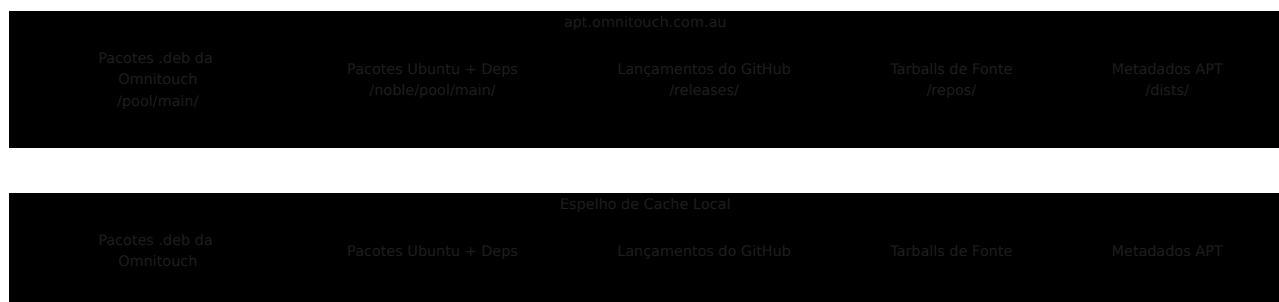 apt.omnitouch.com.au
Pacotes .deb da
Omnitouch
/pool/main/
Pacotes Ubuntu + Deps
/noble/pool/main/
Lançamentos do GitHub
/releases/
Tarballs de Fonte
/repos/
Metadados APT
/dists/
Espelho de Cache Local
Pacotes .deb da
Omnitouch
Pacotes Ubuntu + Deps
Lançamentos do GitHub
Tarballs de Fonte
Metadados APT